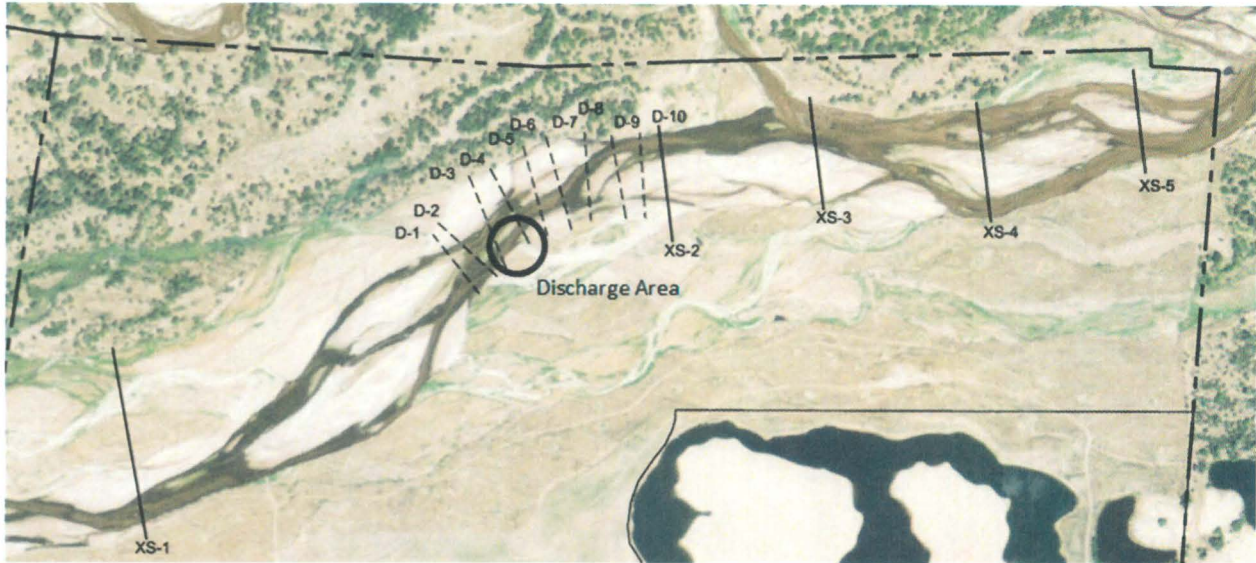 D-8
D-6
D-7
D-9
D-10
D-5
D-4
D-3
D-2
D-1
XS-5
XS-3
XS-4
XS-2
Discharge Area
XS-1